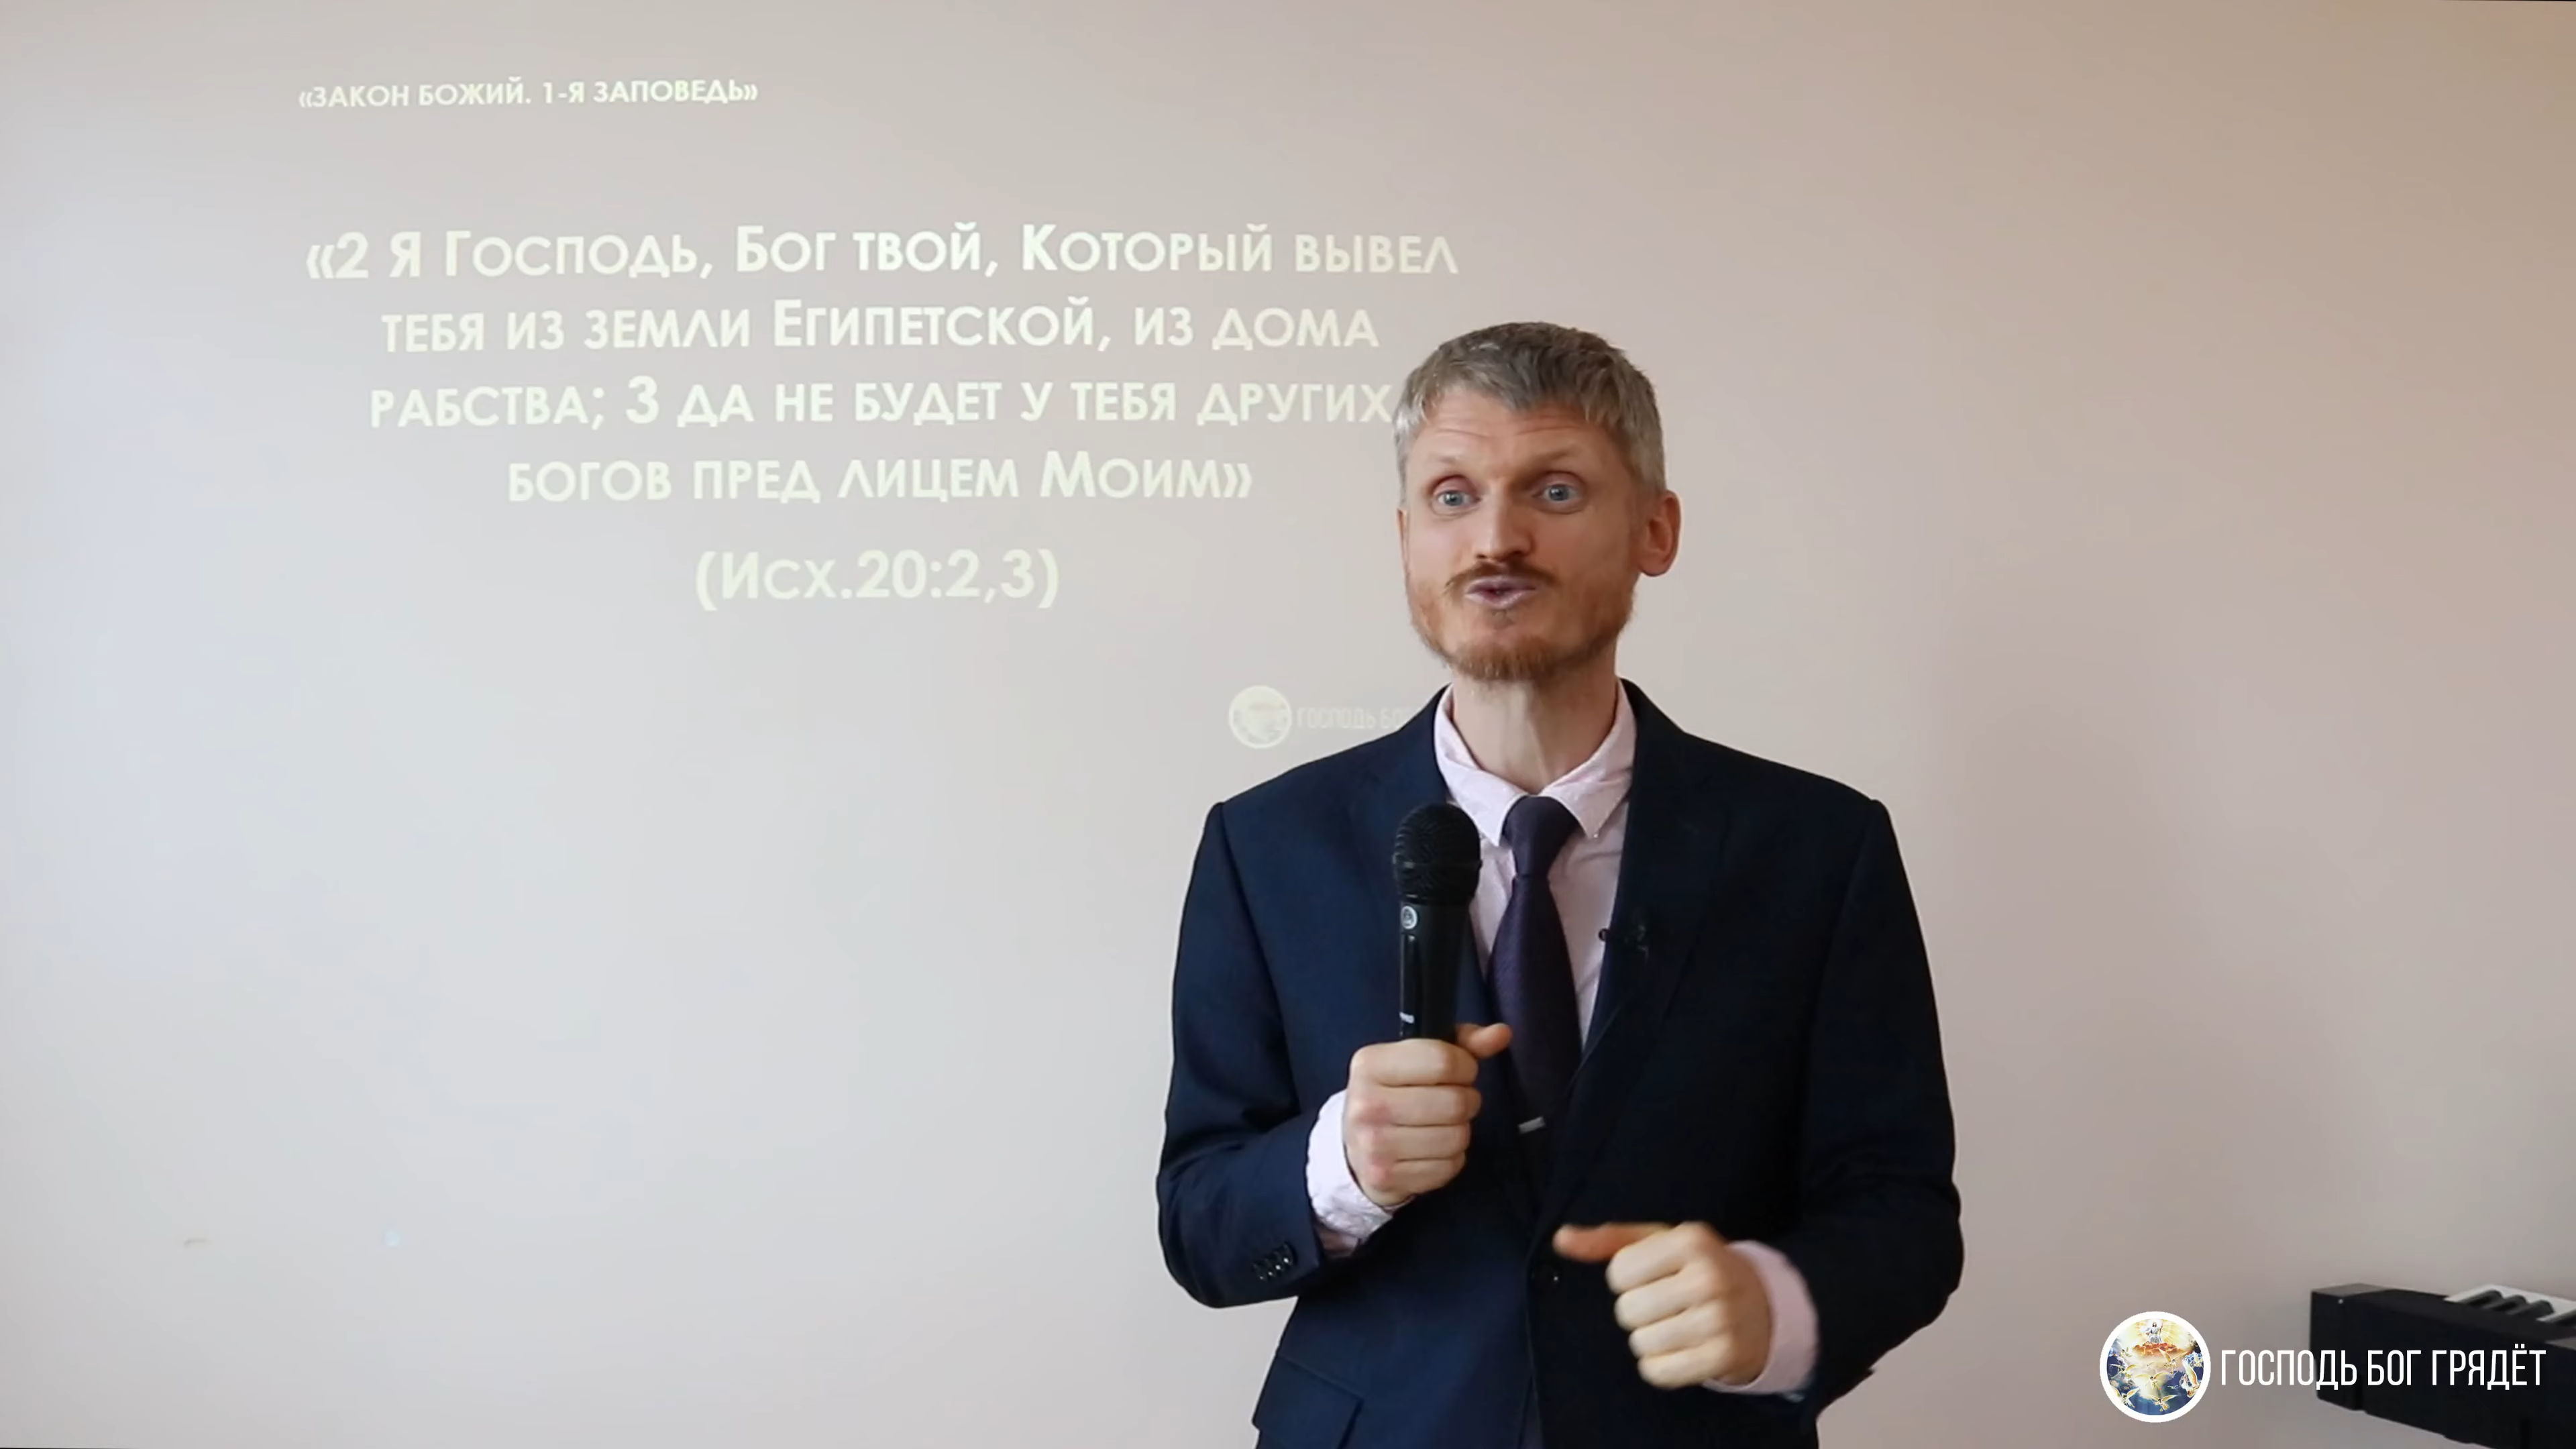 «ЗАКОН БОЖИЙ. 1-Я ЗАПОВЕДЬ»
«2 Я Господь, Бог твой, Который вывел
тебя из земли Египетской, из дома
рабства; 3 да не будет у тебя других
богов пред лицем Моим»
(Исх.20:2,3)
ГОСПОДЬ
ГОСПОДЬ БОГ ГРЯДЁТ